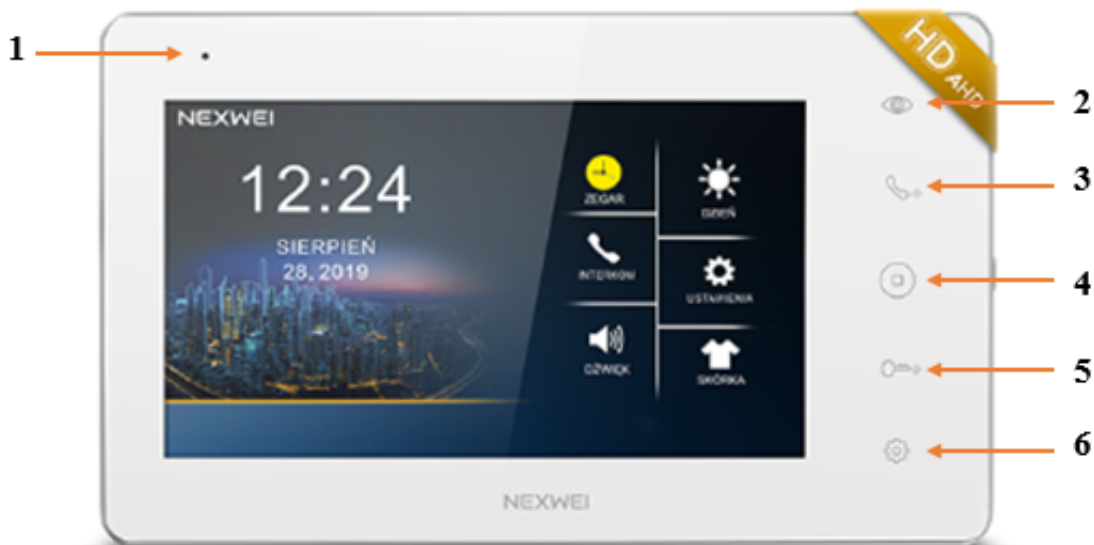 1
HD AHD
2
NEXWEI
12:24
ZEGAR
DZIEŃ
3
SIERPIEŃ
28, 2019
INTERKOM
USTAWIENIA
4
DŹWIĘK
SKÓRKA
5
6
NEXWEI